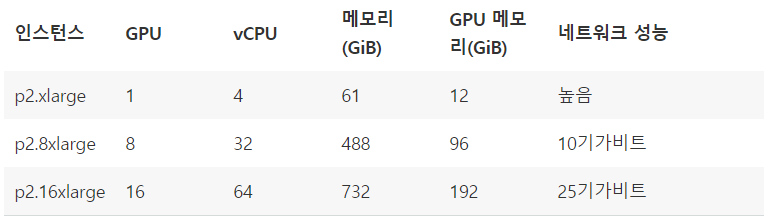 인스턴스 GPU vCPU 메모리 (GiB) GPU 메모리(GiB) 네트워크 성능
p2.xlarge 1 4 61 12 높음
p2.8xlarge 8 32 488 96 10기가비트
p2.16xlarge 16 64 732 192 25기가비트